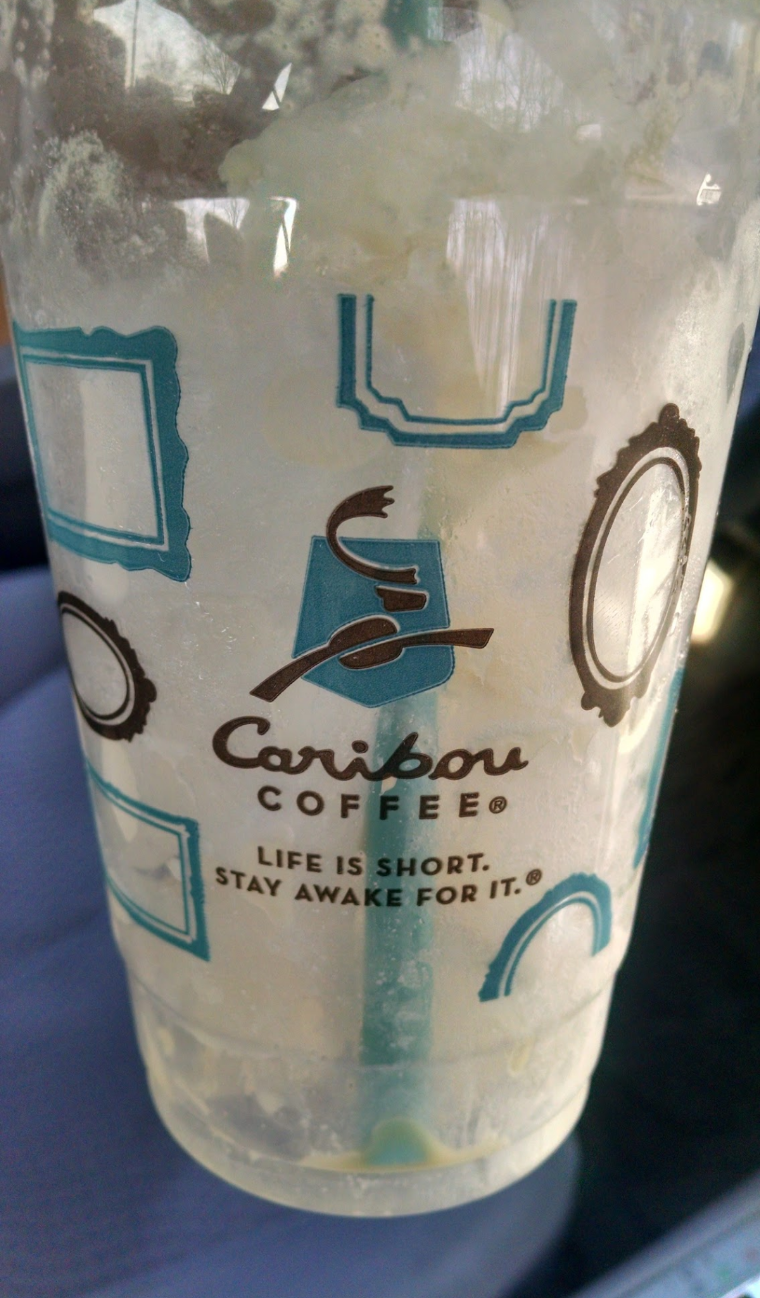 Caribou
COFFEE®
LIFE IS SHORT.
STAY AWAKE FOR IT.®